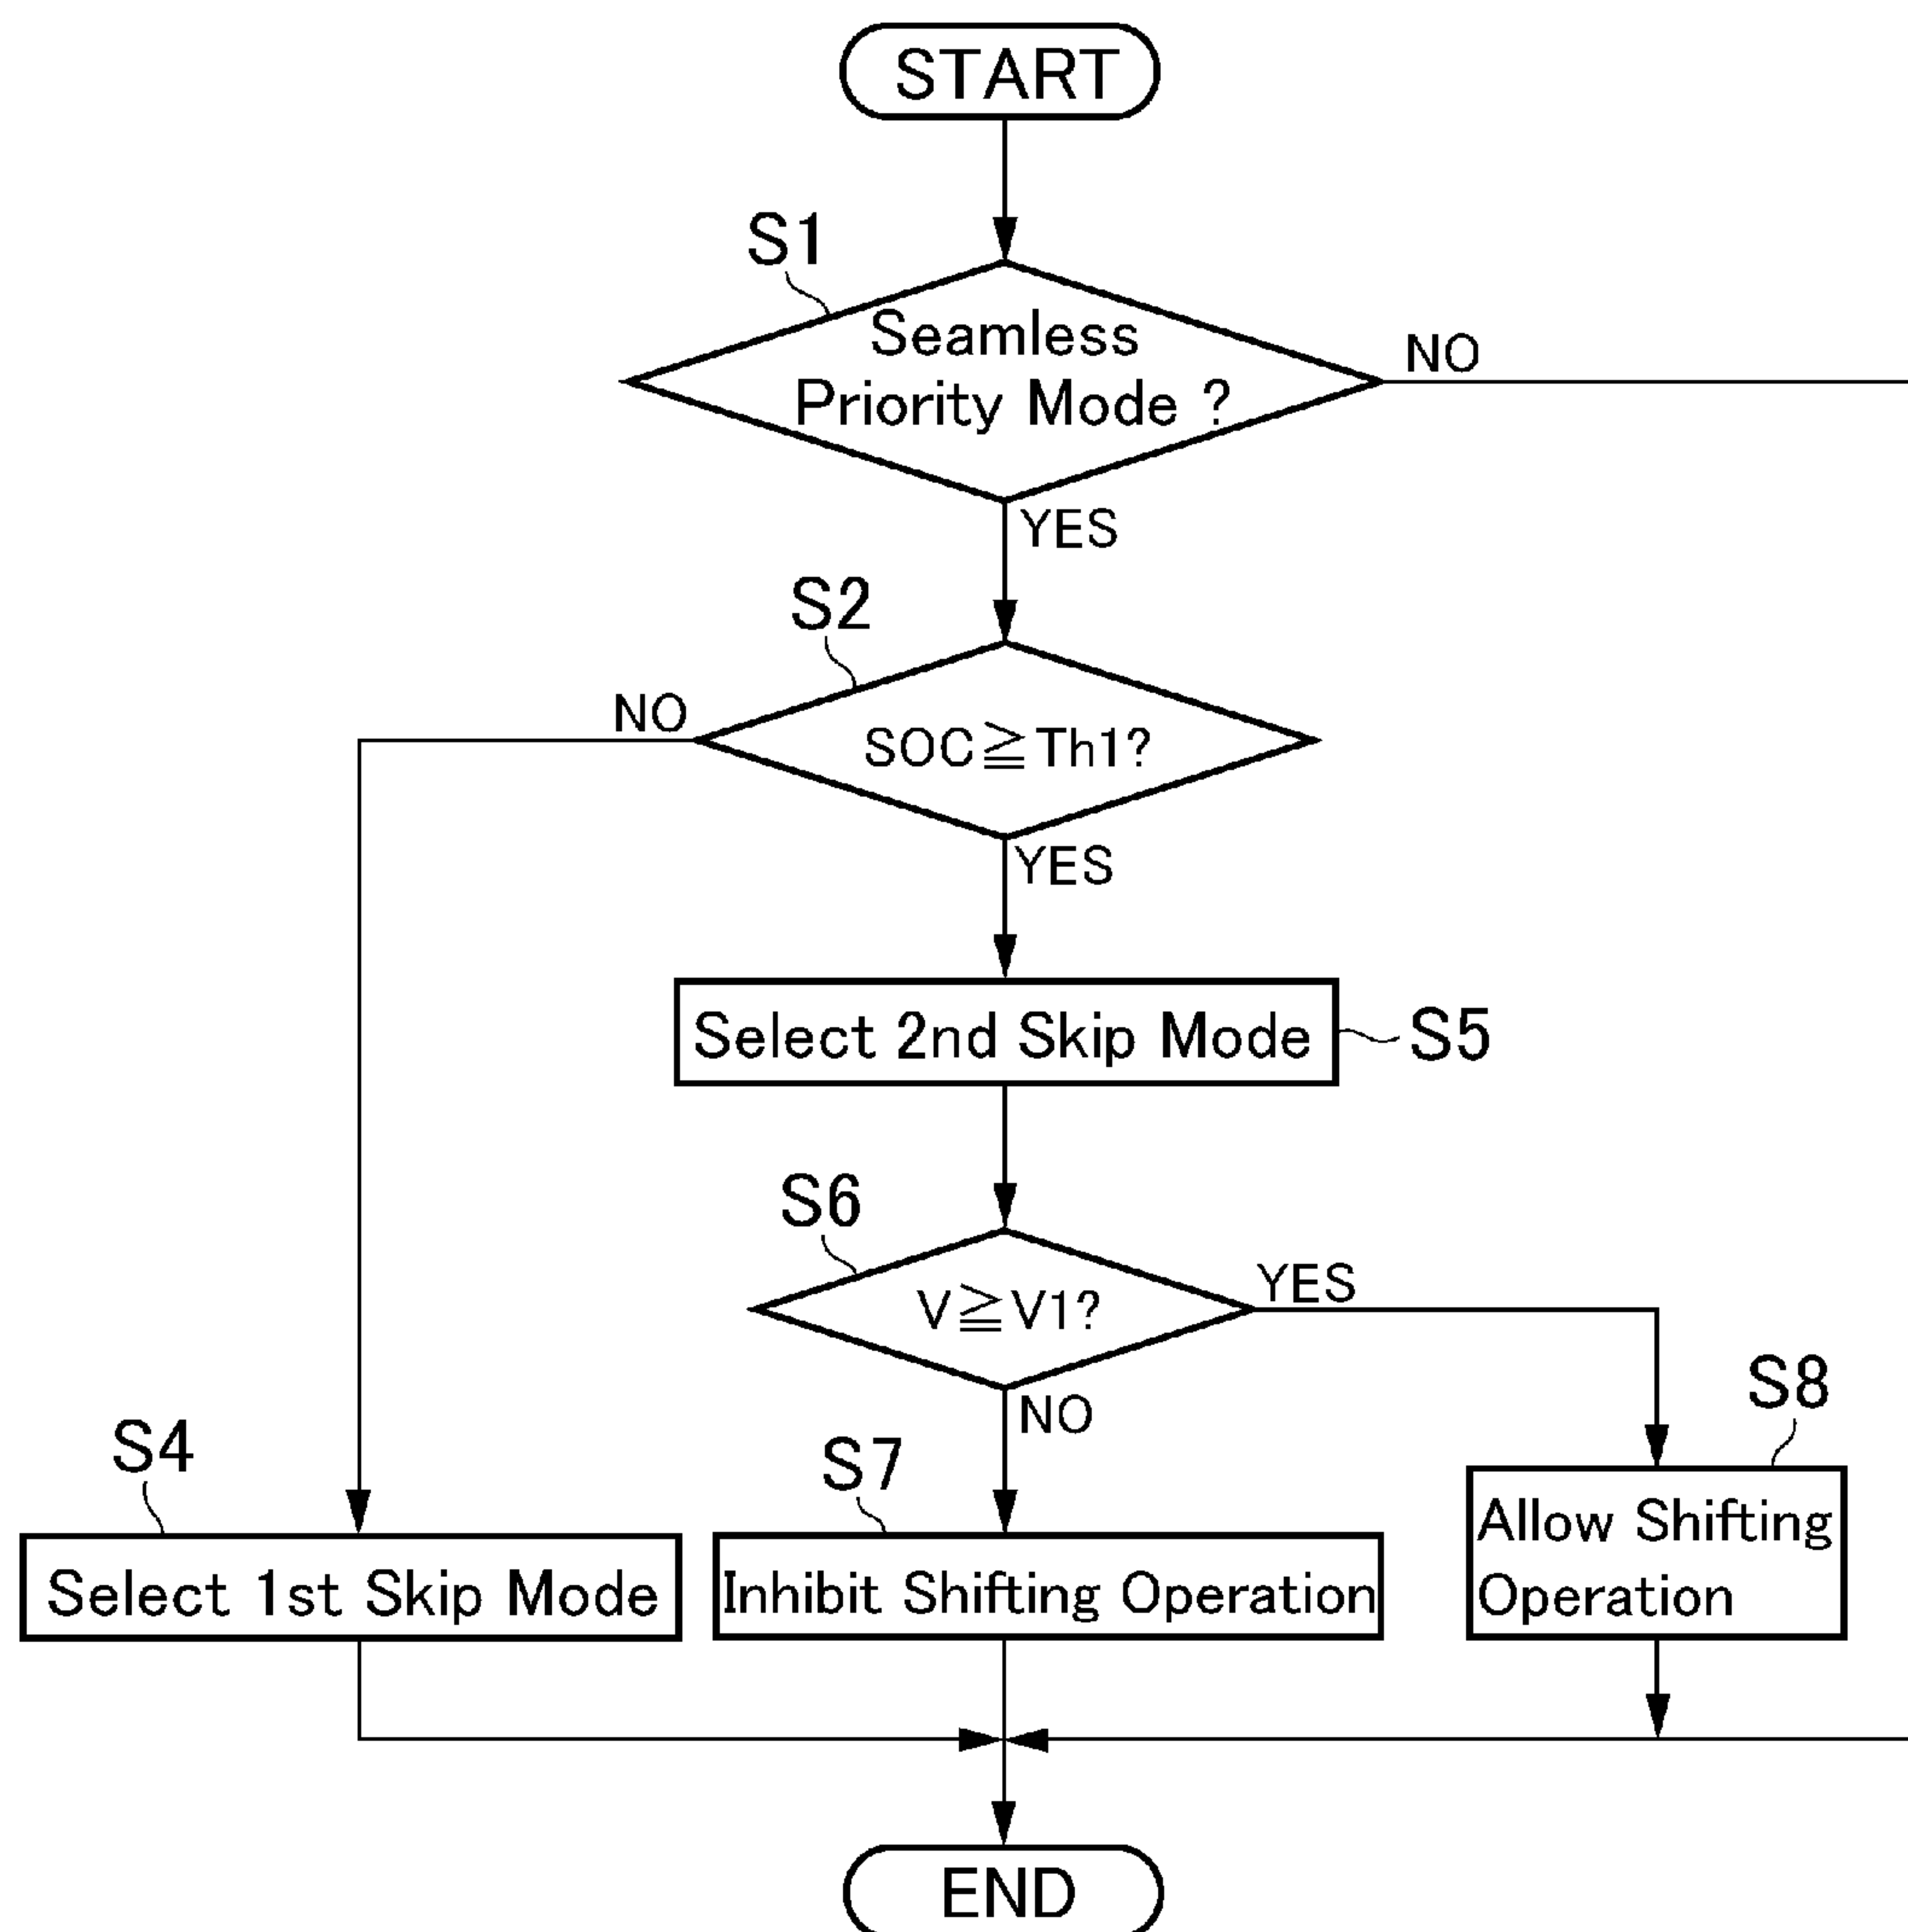 START
S1
Seamless
Priority Mode ?
NO
YES
S2
NO
SOC≧Th1?
YES
Select 2nd Skip Mode
S5
S6
V≧V1?
YES
NO
S8
S4
S7
Allow Shifting
Operation
Select 1st Skip Mode
Inhibit Shifting Operation
END